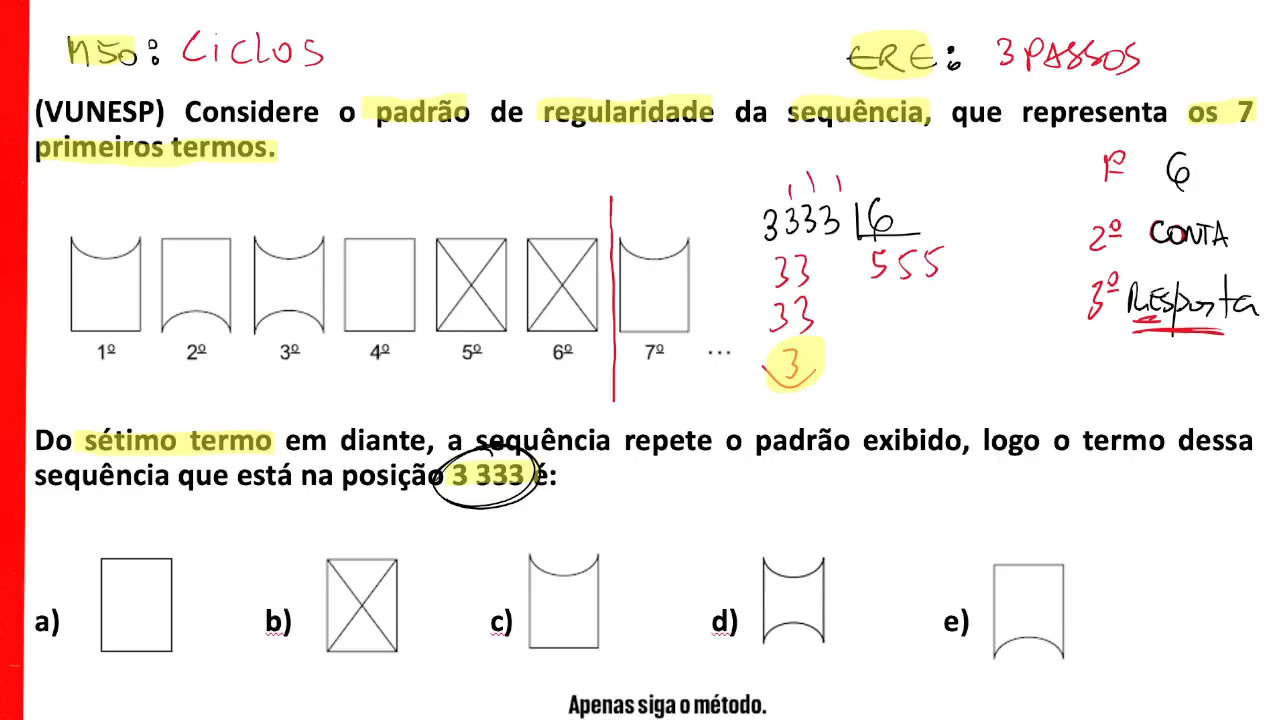 MSO: CiCLOS
ERE: 3 PASSOS
(VUNESP) Considere o padrão de regularidade da sequência, que representa os 7
primeiros termos.
1º 6
3333 6
2º CONTA
33 555
33
3º Resposta
3
1º 2º 3º 4º 5º 6º 7º ...
Do sétimo termo em diante, a sequência repete o padrão exibido, logo o termo dessa
sequência que está na posição 3 333 é:
a) b) c) d) e)
Apenas siga o método.